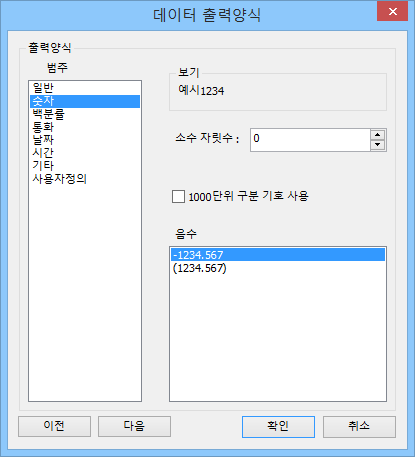 데이터 출력양식
출력양식
범주
일반
숫자
백분률
통화
날짜
시간
기타
사용자정의
보기
예시1234
소수 자릿수 : 0
1000단위 구분 기호 사용
음수
-1234.567
(1234.567)
이전
다음
확인
취소